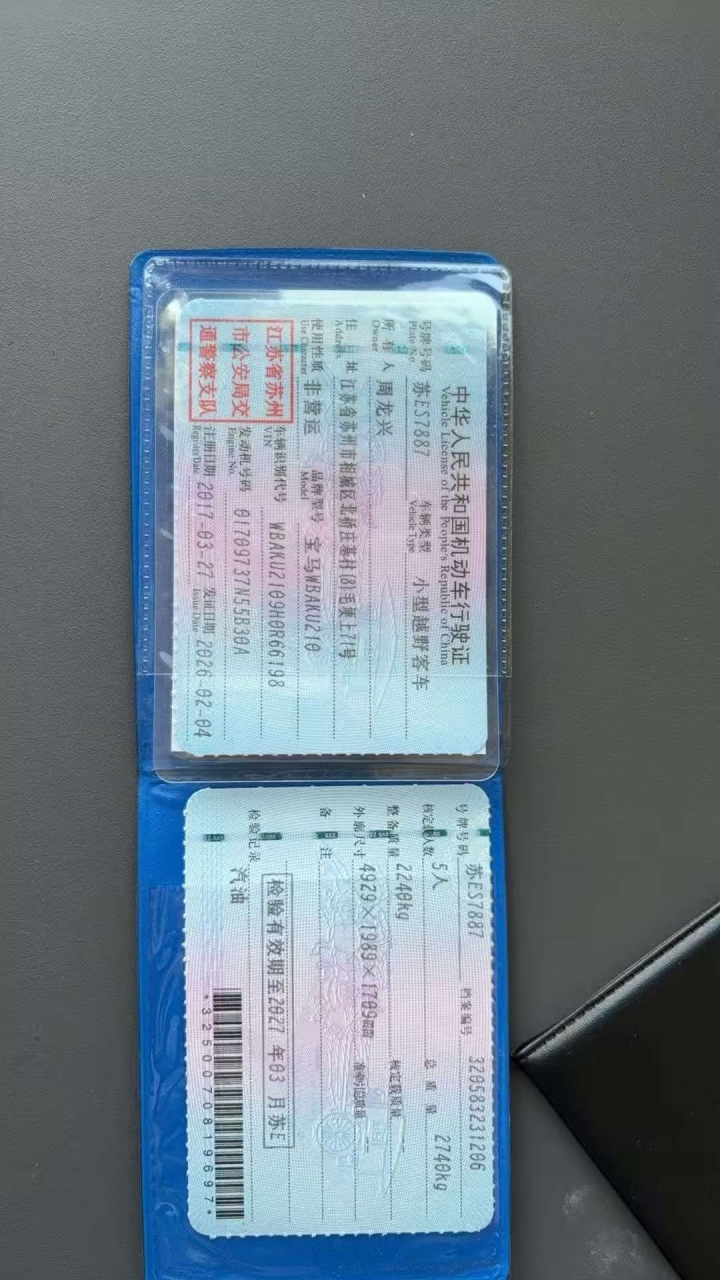 中华人民共和国机动车行驶证
Vehicle License of the People's Republic of China
号牌号码 苏ES7887 车辆类型 小型越野客车
Plate No. Vehicle Type
所有人 周龙兴
Owner
住址 江苏省苏州市相城区北桥庄基村(8)毛埂上71号
Address
使用性质 非营运 品牌型号 宝马WBAKU210
Use Character Model
江苏省苏州
市公安局交
通警察支队
车辆识别代号 WBAKU2109H0R66198
VIN
发动机号码 01709737N55B30A
Engine No.
注册日期 2017-03-27 发证日期 2026-02-04
Register Date Issue Date
号牌号码 苏ES7887 档案编号 320583231206
核定载人数 5人 总质量 2740kg
整备质量 2240kg 核定载质量
外廓尺寸 4929×1989×1709mm 准牵引总质量
备注
检验有效期至2027 年03 月苏E
检验记录 汽油
*3250070819697*